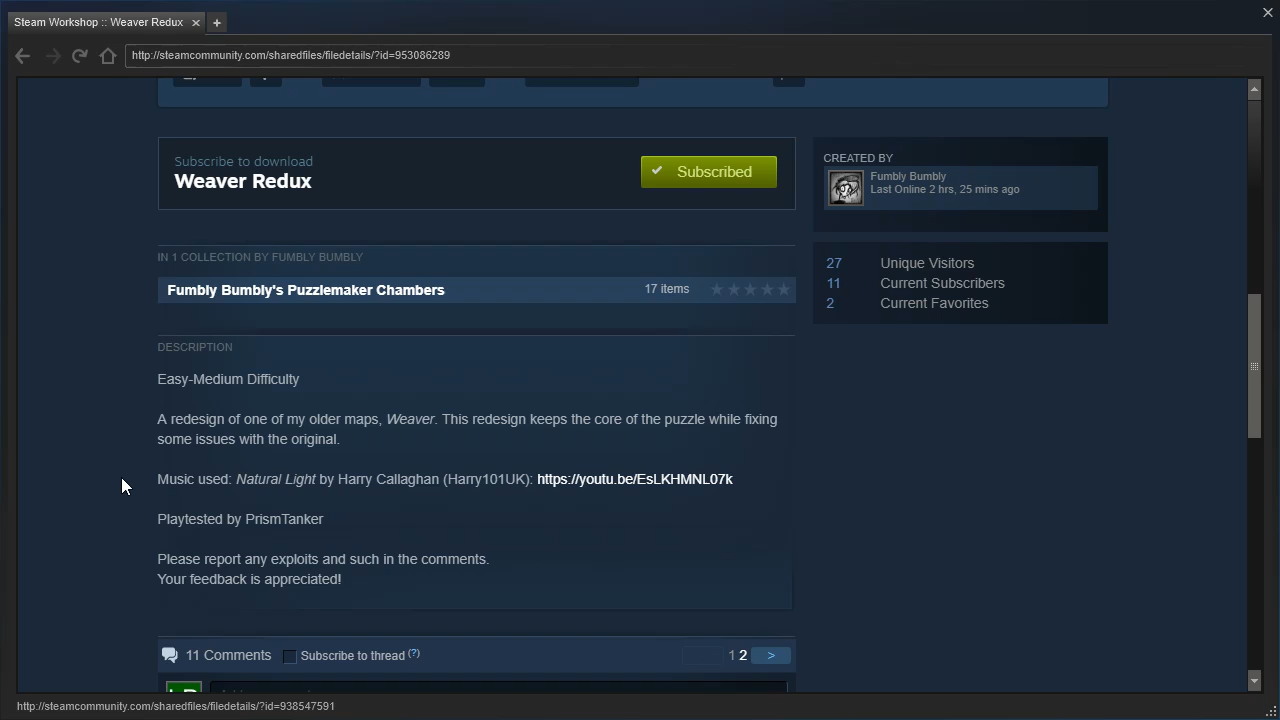 Steam Workshop :: Weaver Redux
http://steamcommunity.com/sharedfiles/filedetails/?id=953086289
Subscribe to download
Weaver Redux
Subscribed
CREATED BY
Fumbly Bumbly
Last Online 2 hrs, 25 mins ago
IN 1 COLLECTION BY FUMBLY BUMBLY
Fumbly Bumbly's Puzzlemaker Chambers
17 items
27 Unique Visitors
11 Current Subscribers
2 Current Favorites
DESCRIPTION
Easy-Medium Difficulty
A redesign of one of my older maps, Weaver. This redesign keeps the core of the puzzle while fixing
some issues with the original.
Music used: Natural Light by Harry Callaghan (Harry101UK): https://youtu.be/EsLKHMNL07k
Playtested by PrismTanker
Please report any exploits and such in the comments.
Your feedback is appreciated!
11 Comments
Subscribe to thread (?)
1 2 >
http://steamcommunity.com/sharedfiles/filedetails/?id=938547591